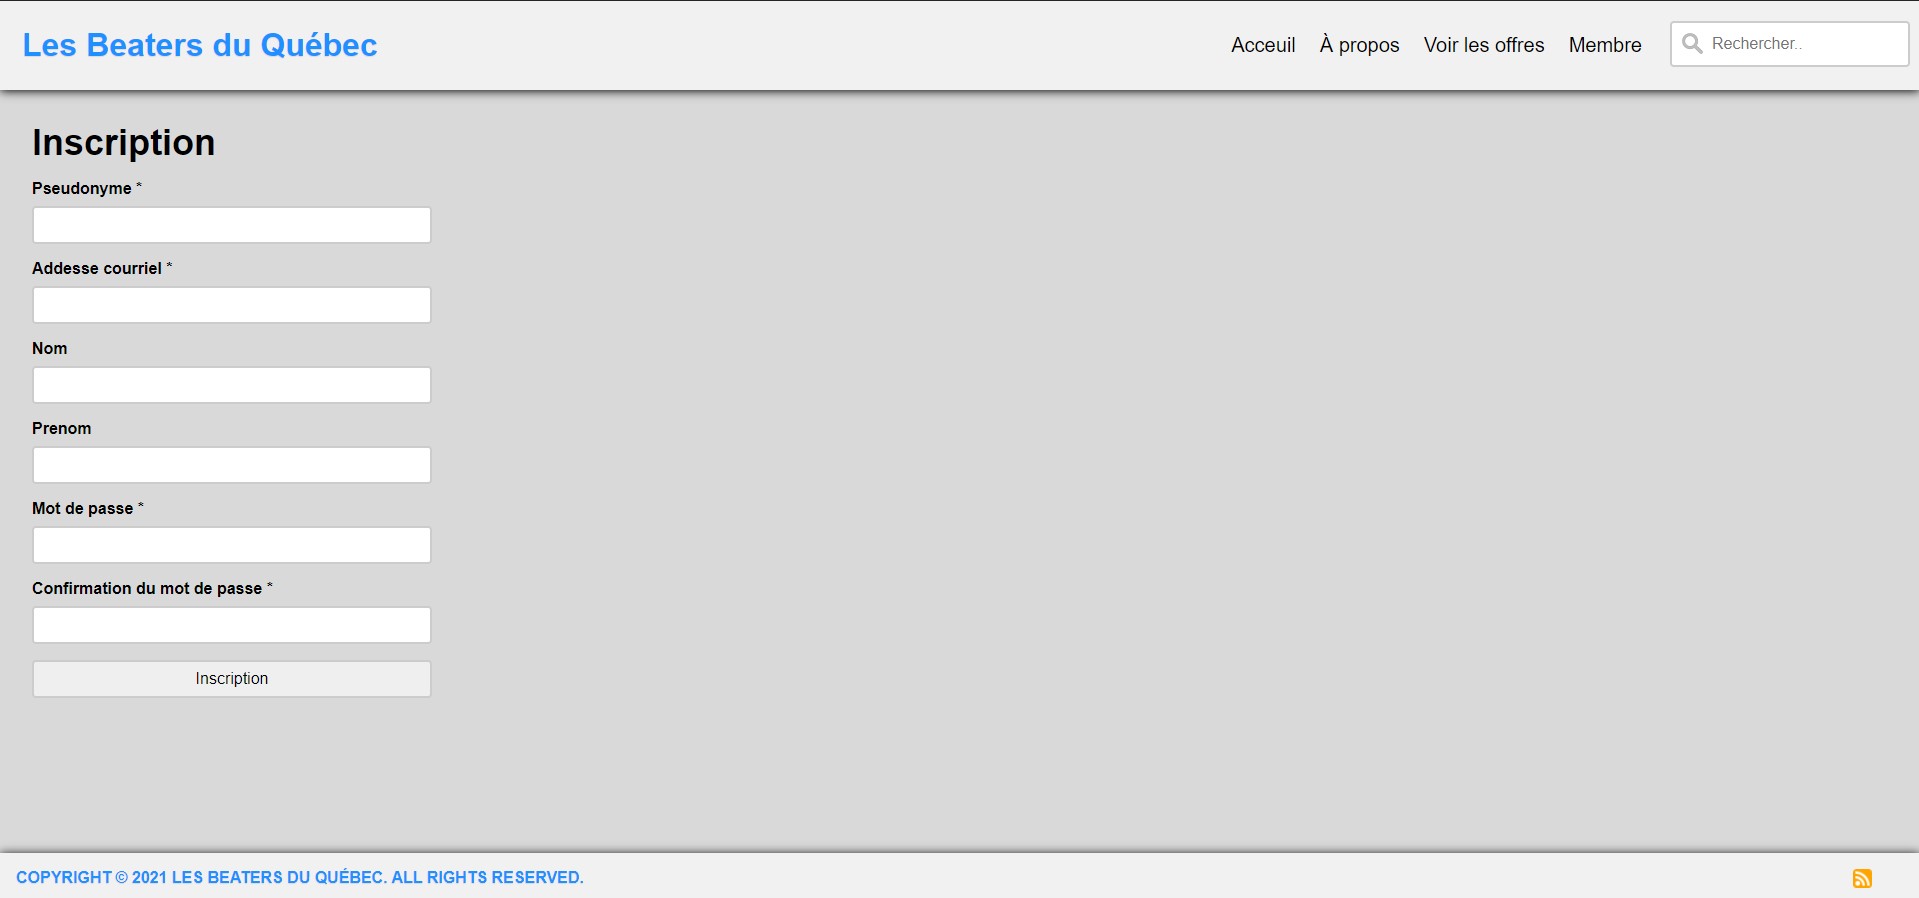 Les Beaters du Québec
Acceuil À propos Voir les offres Membre Rechercher..
Inscription
Pseudonyme *
Addesse courriel *
Nom
Prenom
Mot de passe *
Confirmation du mot de passe *
Inscription
COPYRIGHT © 2021 LES BEATERS DU QUÉBEC. ALL RIGHTS RESERVED.